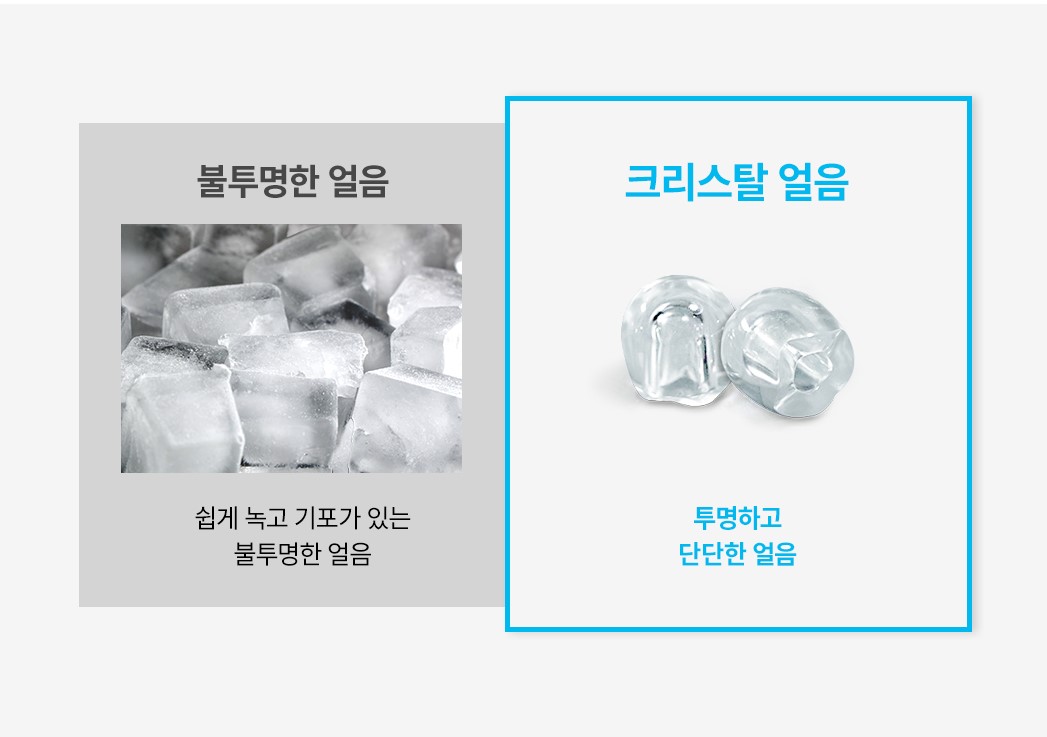 불투명한 얼음
쉽게 녹고 기포가 있는
불투명한 얼음
크리스탈 얼음
투명하고
단단한 얼음